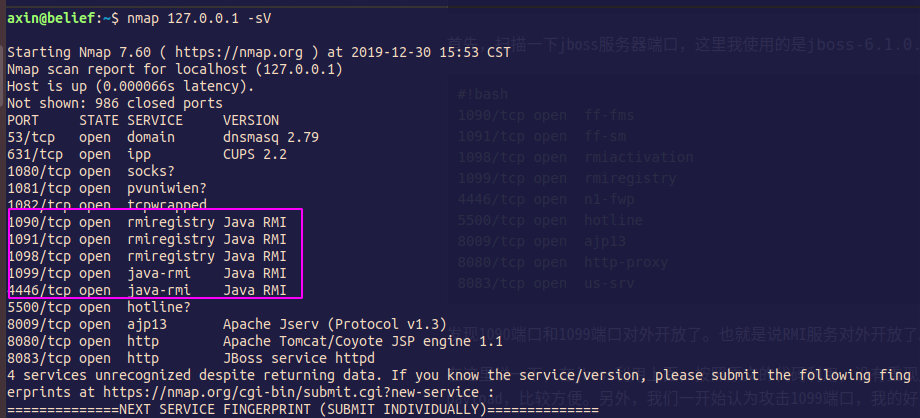 axin@belief:~$ nmap 127.0.0.1 -sV
首先，扫描一下jboss服务器端口，这里我使用的是jboss-6.1.0.
Starting Nmap 7.60 ( https://nmap.org ) at 2019-12-30 15:53 CST
Nmap scan report for localhost (127.0.0.1)
Host is up (0.000066s latency).
Not shown: 986 closed ports
PORT     STATE SERVICE     VERSION
53/tcp   open  domain      dnsmasq 2.79
631/tcp  open  ipp         CUPS 2.2
1080/tcp open  socks?
1081/tcp open  pvuniwien?
1082/tcp open  tcpwrapped
1090/tcp open  rmiregistry Java RMI
1091/tcp open  rmiregistry Java RMI
1098/tcp open  rmiregistry Java RMI
1099/tcp open  java-rmi    Java RMI
4446/tcp open  java-rmi    Java RMI
5500/tcp open  hotline?
8009/tcp open  ajp13       Apache Jserv (Protocol v1.3)
8080/tcp open  http        Apache Tomcat/Coyote JSP engine 1.1
8083/tcp open  http        JBoss service httpd
4 services unrecognized despite returning data. If you know the service/version, please submit the following fing
erprints at https://nmap.org/cgi-bin/submit.cgi?new-service :
==============NEXT SERVICE FINGERPRINT (SUBMIT INDIVIDUALLY)==============
#!bash
1090/tcp open  ff-fms
1091/tcp open  ff-sm
1098/tcp open  rmiactivation
1099/tcp open  rmiregistry
4446/tcp open  n1-fwp
5500/tcp open  hotline
8009/tcp open  ajp13
8080/tcp open  http-proxy
8083/tcp open  us-srv
发现1090端口和1099端口对外开放了。也就是说RMI服务对外开放了
比较方便。另外，我们一开始认为攻击1099端口，我的好